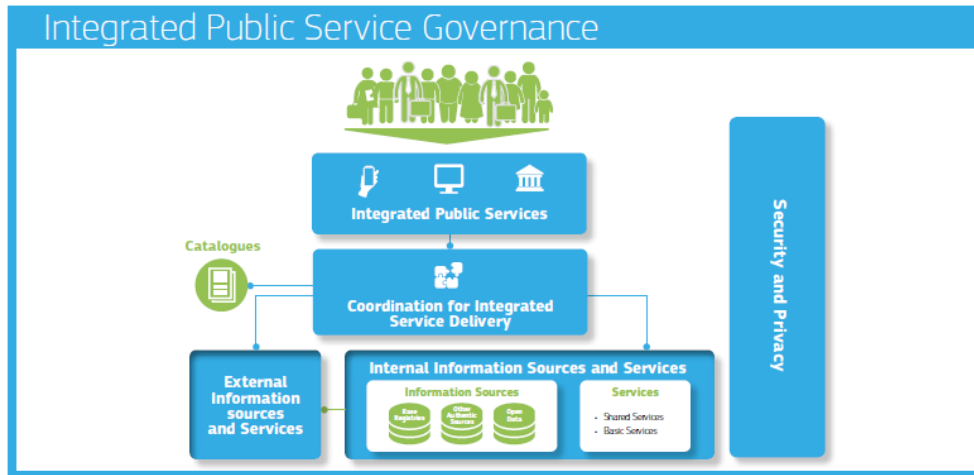 Integrated Public Service Governance
Integrated Public Services
Catalogues
Coordination for Integrated
Service Delivery
Security and Privacy
External
Information
sources
and Services
Internal Information Sources and Services
Information Sources
Base
Registries
Other
Authentic
Sources
Open
Data
Services
- Shared Services
- Basic Services